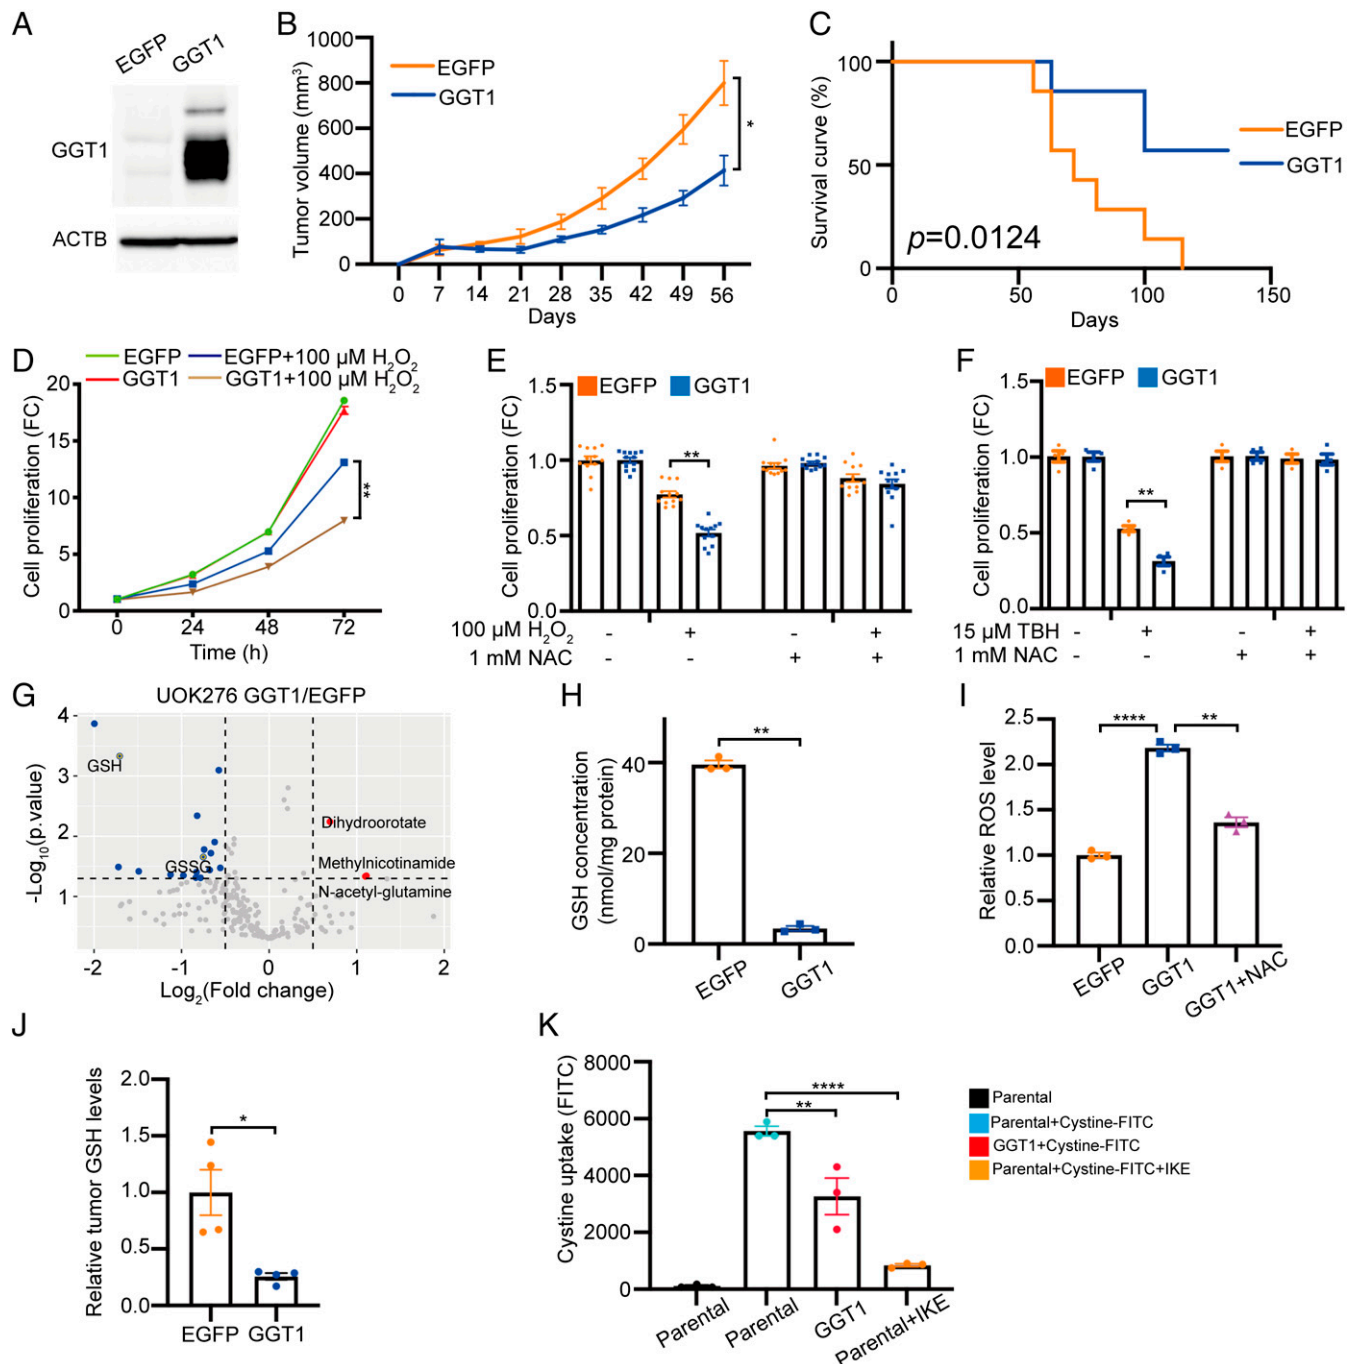 A
EGFP
GGT1
GGT1
ACTB
B
Tumor volume (mm³)
1000
800
600
400
200
0
EGFP
GGT1
*
0 7 14 21 28 35 42 49 56
Days
C
Survival curve (%)
100
50
0
EGFP
GGT1
p=0.0124
0 50 100 150
Days
D
EGFP EGFP+100 µM H₂O₂
GGT1 GGT1+100 µM H₂O₂
Cell proliferation (FC)
20
15
10
5
0
**
0 24 48 72
Time (h)
E
EGFP GGT1
Cell proliferation (FC)
1.5
1.0
0.5
0.0
**
100 µM H₂O₂ - + - +
1 mM NAC - - + +
F
EGFP GGT1
Cell proliferation (FC)
1.5
1.0
0.5
0.0
**
15 µM TBH - + - +
1 mM NAC - - + +
G
UOK276 GGT1/EGFP
-Log₁₀(p.value)
4
3
2
1
GSH
GSSG
Dihydroorotate
Methylnicotinamide
N-acetyl-glutamine
-2 -1 0 1 2
Log₂(Fold change)
H
GSH concentration
(nmol/mg protein)
40
20
0
**
EGFP
GGT1
I
Relative ROS level
2.5
2.0
1.5
1.0
0.5
0.0
**** **
EGFP
GGT1
GGT1+NAC
J
Relative tumor GSH levels
2.0
1.5
1.0
0.5
0.0
*
EGFP GGT1
K
Cystine uptake (FITC)
8000
6000
4000
2000
0
****
**
Parental
Parental
GGT1
Parental+IKE
Parental
Parental+Cystine-FITC
GGT1+Cystine-FITC
Parental+Cystine-FITC+IKE